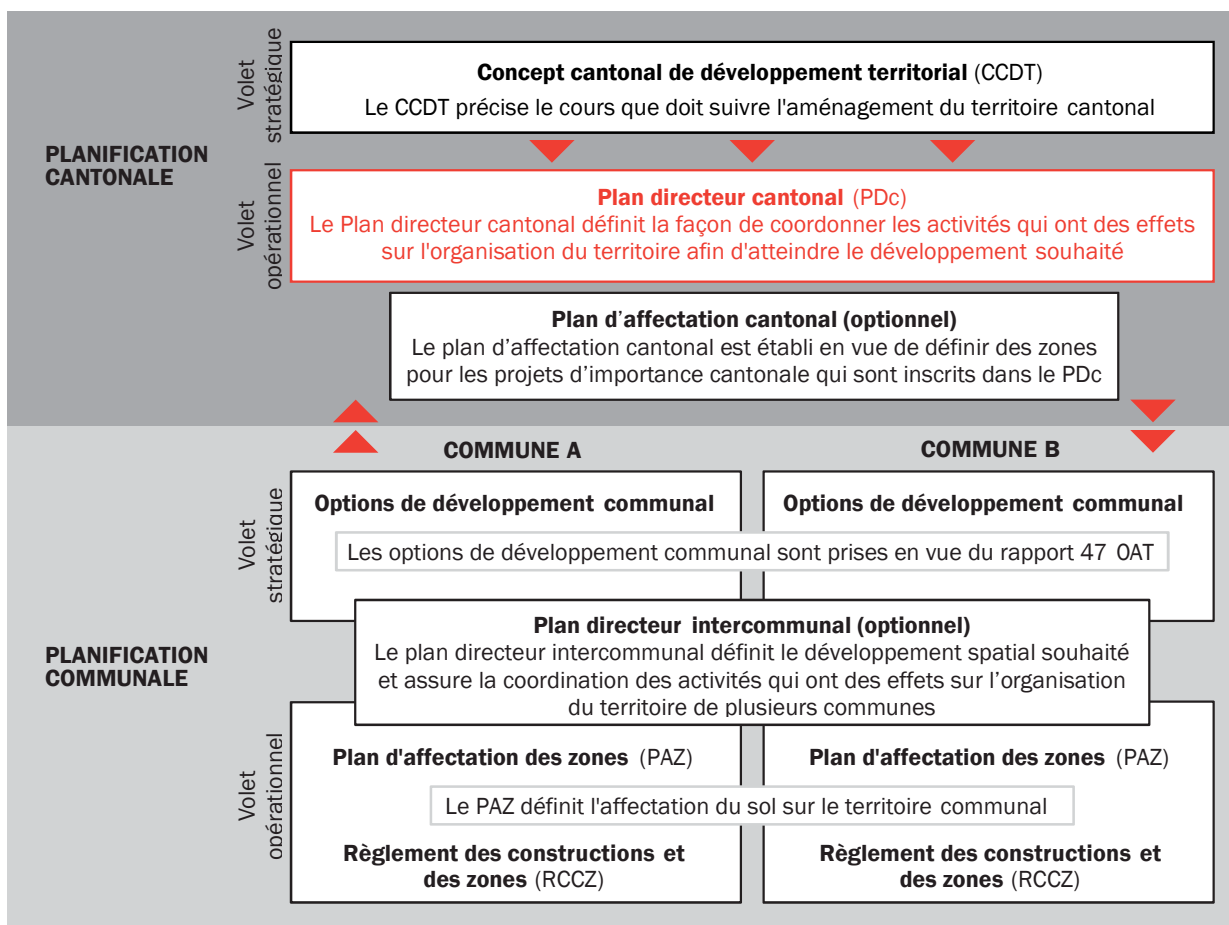 Volet
stratégique
Concept cantonal de développement territorial (CCDT)
Le CCDT précise le cours que doit suivre l'aménagement du territoire cantonal
PLANIFICATION
CANTONALE
Volet
opérationnel
Plan directeur cantonal (PDc)
Le Plan directeur cantonal définit la façon de coordonner les activités qui ont des effets
sur l'organisation du territoire afin d'atteindre le développement souhaité
Plan d'affectation cantonal (optionnel)
Le plan d'affectation cantonal est établi en vue de définir des zones
pour les projets d'importance cantonale qui sont inscrits dans le PDc
COMMUNE A
COMMUNE B
Volet
stratégique
Options de développement communal
Options de développement communal
Les options de développement communal sont prises en vue du rapport 47 OAT
PLANIFICATION
COMMUNALE
Plan directeur intercommunal (optionnel)
Le plan directeur intercommunal définit le développement spatial souhaité
et assure la coordination des activités qui ont des effets sur l'organisation
du territoire de plusieurs communes
Volet
opérationnel
Plan d'affectation des zones (PAZ)
Plan d'affectation des zones (PAZ)
Le PAZ définit l'affectation du sol sur le territoire communal
Règlement des constructions et
des zones (RCCZ)
Règlement des constructions et
des zones (RCCZ)